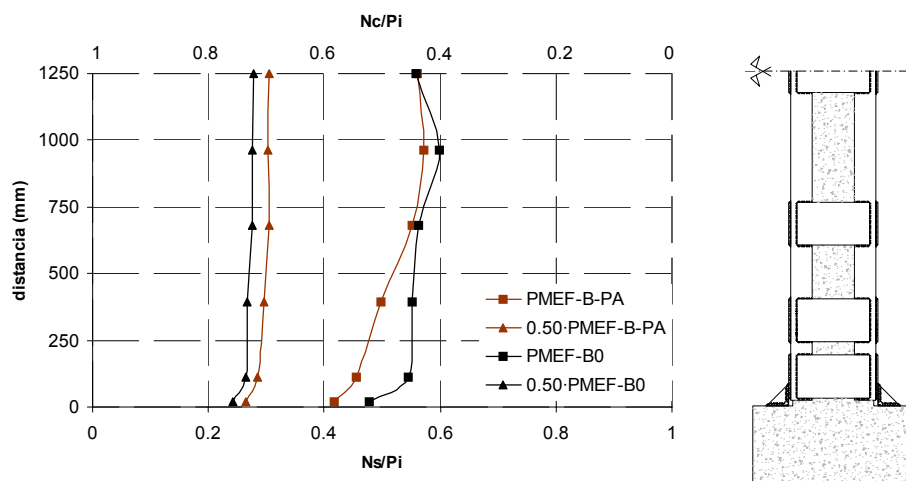 Nc/Pi
1 0.8 0.6 0.4 0.2 0
1250
1000
750
500
250
0
distancia (mm)
PMEF-B-PA
0.50·PMEF-B-PA
PMEF-B0
0.50·PMEF-B0
0 0.2 0.4 0.6 0.8 1
Ns/Pi